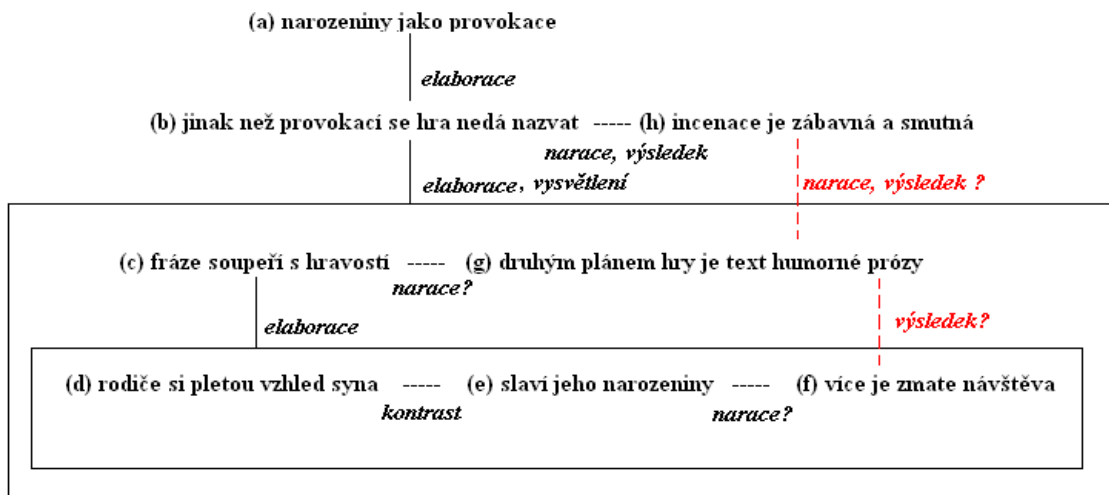 (a) narozeniny jako provokace
elaborace
(b) jinak než provokací se hra nedá nazvat ----- (h) incenace je zábavná a smutná
narace, výsledek
elaborace, vysvětlení narace, výsledek ?
(c) fráze soupeří s hravostí ----- (g) druhým plánem hry je text humorné prózy
narace?
elaborace výsledek?
(d) rodiče si pletou vzhled syna ----- (e) slaví jeho narozeniny ----- (f) více je zmate návštěva
kontrast narace?